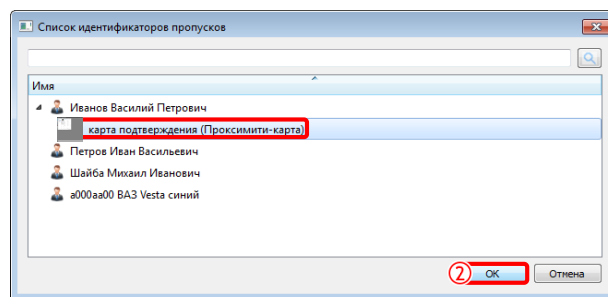 Список идентификаторов пропусков
Имя
Иванов Василий Петрович
карта подтверждения (Проксимити-карта)
Петров Иван Васильевич
Шайба Михаил Иванович
а000аа00 ВАЗ Vesta синий
2 OK Отмена